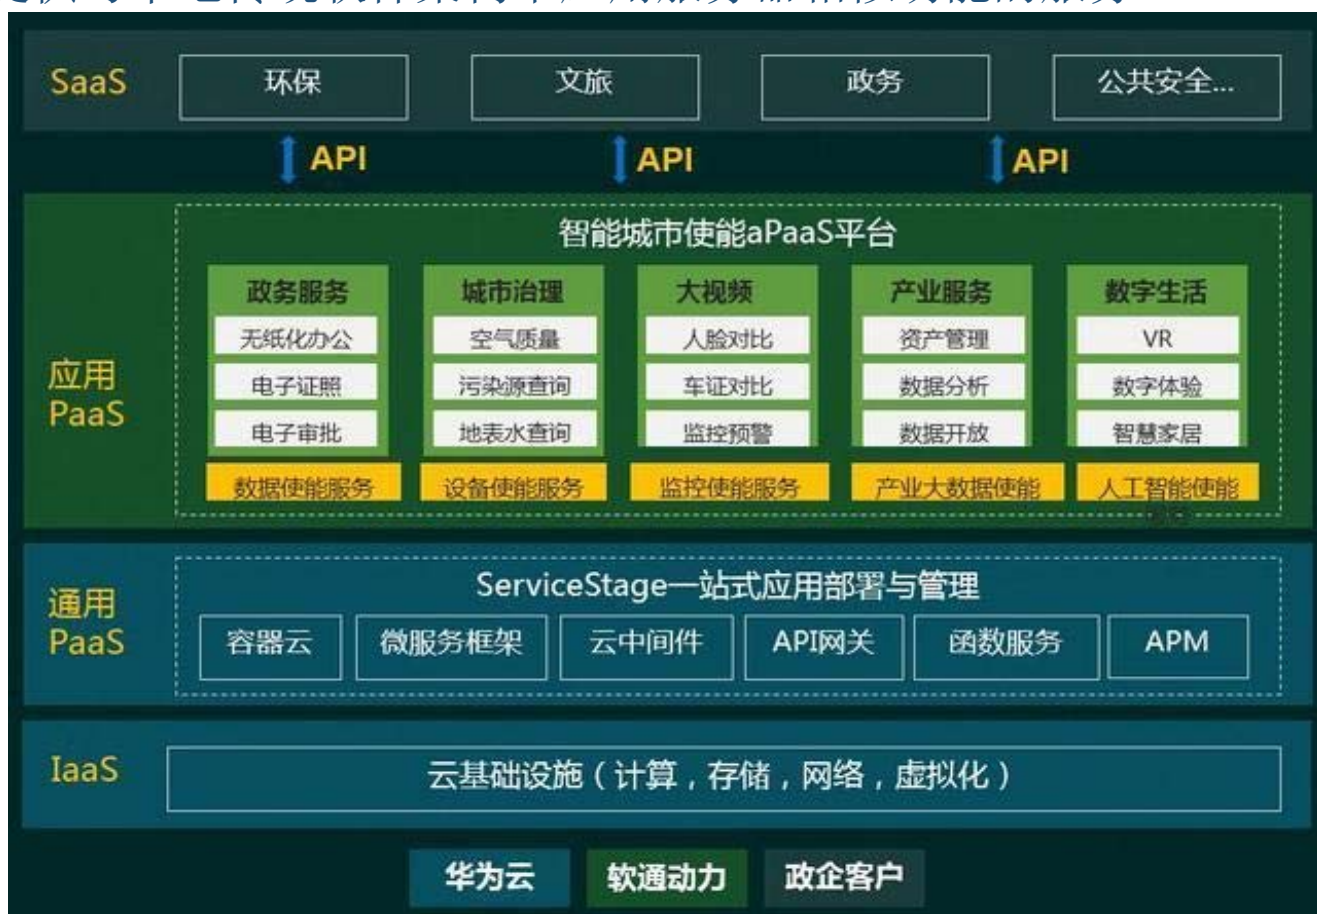 SaaS
环保
文旅
政务
公共安全...
API
API
API
智能城市使能aPaaS平台
应用
PaaS
政务服务
城市治理
大视频
产业服务
数字生活
无纸化办公
空气质量
人脸对比
资产管理
VR
电子证照
污染源查询
车证对比
数据分析
数字体验
电子审批
地表水查询
监控预警
数据开放
智慧家居
数据使能服务
设备使能服务
监控使能服务
产业大数据使能
人工智能使能
通用
PaaS
ServiceStage一站式应用部署与管理
容器云
微服务框架
云中间件
API网关
函数服务
APM
IaaS
云基础设施（计算，存储，网络，虚拟化）
华为云
软通动力
政企客户